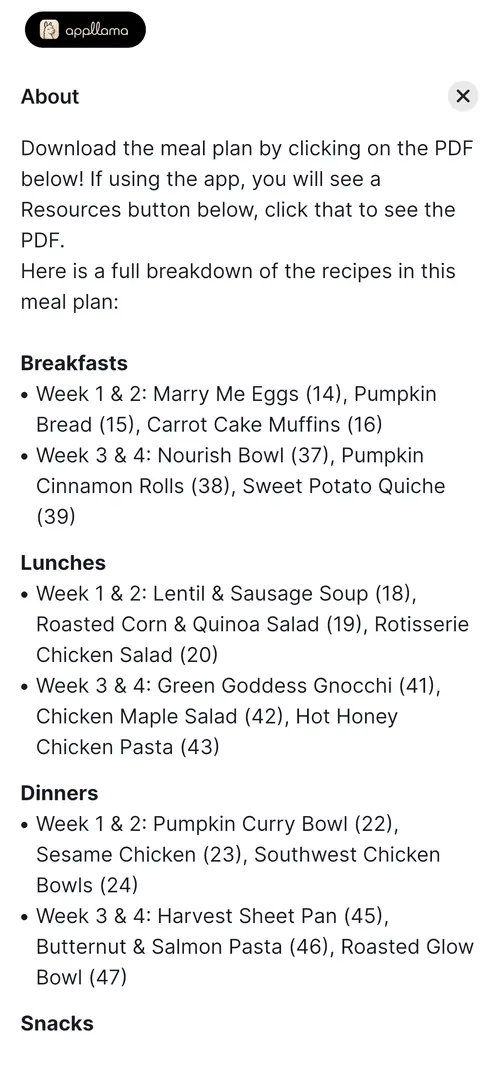 appllama
About
Download the meal plan by clicking on the PDF
below! If using the app, you will see a
Resources button below, click that to see the
PDF.
Here is a full breakdown of the recipes in this
meal plan:
Breakfasts
• Week 1 & 2: Marry Me Eggs (14), Pumpkin
Bread (15), Carrot Cake Muffins (16)
• Week 3 & 4: Nourish Bowl (37), Pumpkin
Cinnamon Rolls (38), Sweet Potato Quiche
(39)
Lunches
• Week 1 & 2: Lentil & Sausage Soup (18),
Roasted Corn & Quinoa Salad (19), Rotisserie
Chicken Salad (20)
• Week 3 & 4: Green Goddess Gnocchi (41),
Chicken Maple Salad (42), Hot Honey
Chicken Pasta (43)
Dinners
• Week 1 & 2: Pumpkin Curry Bowl (22),
Sesame Chicken (23), Southwest Chicken
Bowls (24)
• Week 3 & 4: Harvest Sheet Pan (45),
Butternut & Salmon Pasta (46), Roasted Glow
Bowl (47)
Snacks